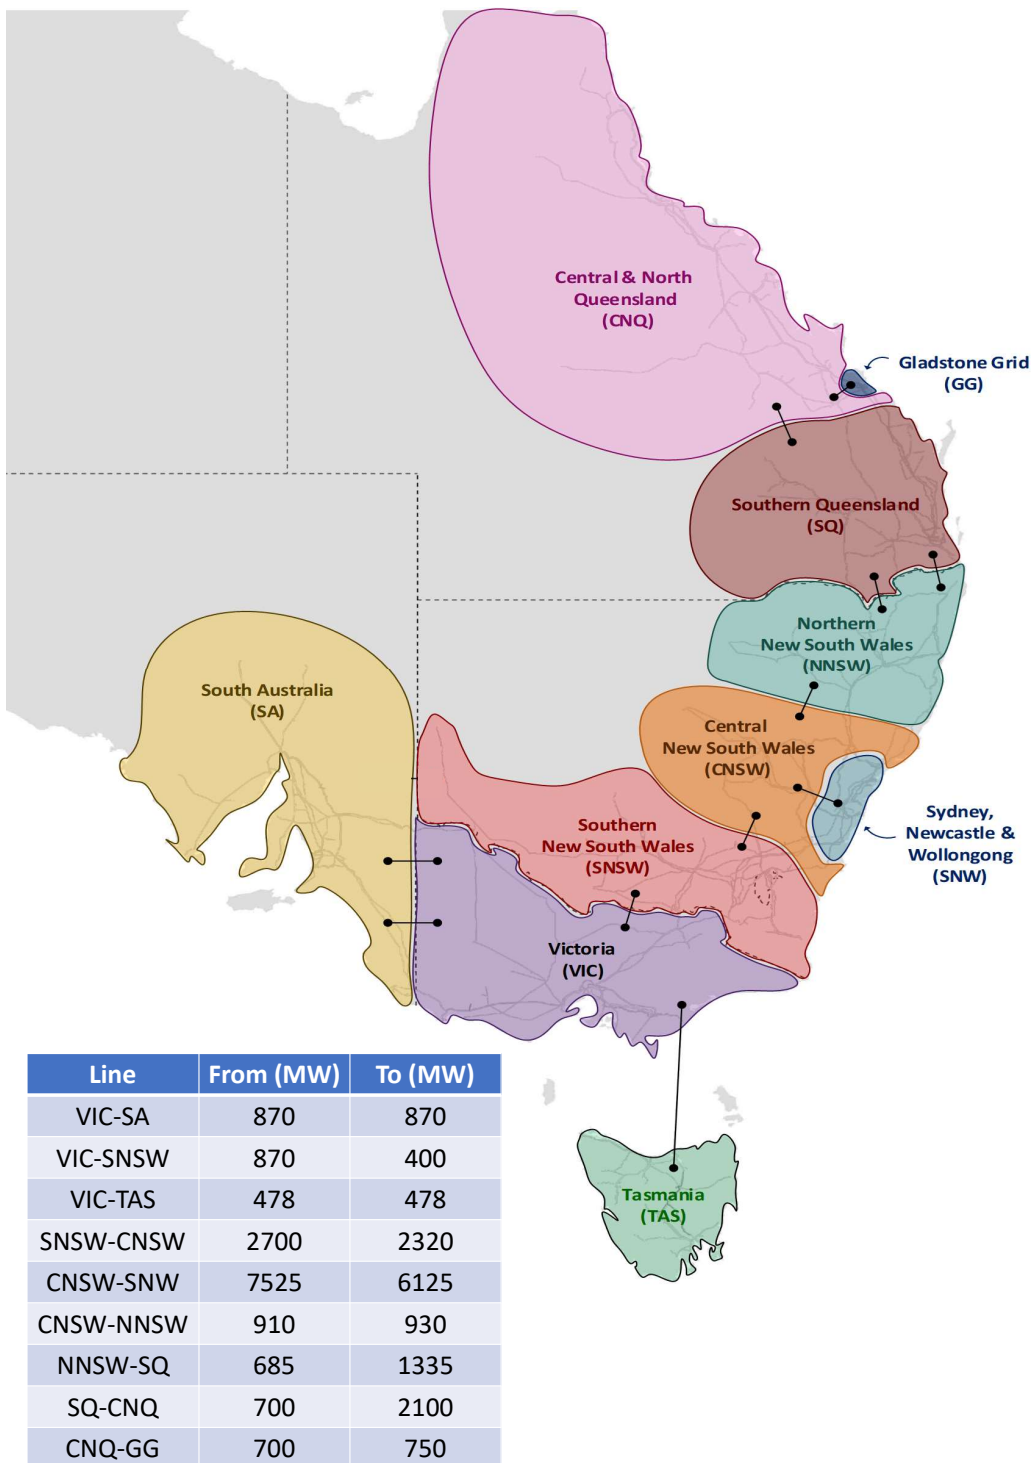 Central & North
Queensland
(CNQ)
Gladstone Grid
(GG)
Southern Queensland
(SQ)
Northern
New South Wales
(NNSW)
South Australia
(SA)
Central
New South Wales
(CNSW)
Southern
New South Wales
(SNSW)
Sydney,
Newcastle &
Wollongong
(SNW)
Victoria
(VIC)
Tasmania
(TAS)
Line From (MW) To (MW)
VIC-SA 870 870
VIC-SNSW 870 400
VIC-TAS 478 478
SNSW-CNSW 2700 2320
CNSW-SNW 7525 6125
CNSW-NNSW 910 930
NNSW-SQ 685 1335
SQ-CNQ 700 2100
CNQ-GG 700 750